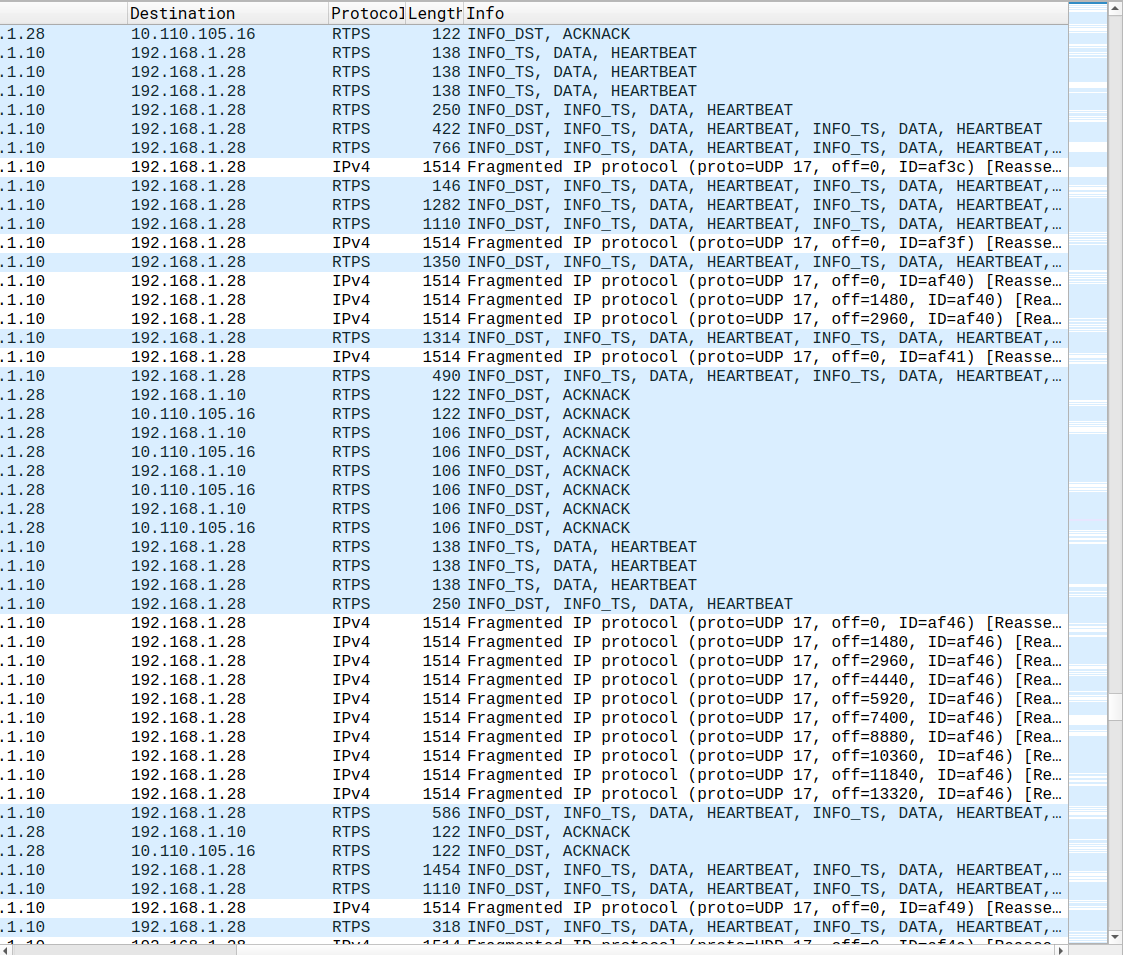 Destination Protocol Length Info
.1.28 10.110.105.16 RTPS 122 INFO_DST, ACKNACK
.1.10 192.168.1.28 RTPS 138 INFO_TS, DATA, HEARTBEAT
.1.10 192.168.1.28 RTPS 138 INFO_TS, DATA, HEARTBEAT
.1.10 192.168.1.28 RTPS 138 INFO_TS, DATA, HEARTBEAT
.1.10 192.168.1.28 RTPS 250 INFO_DST, INFO_TS, DATA, HEARTBEAT
.1.10 192.168.1.28 RTPS 422 INFO_DST, INFO_TS, DATA, HEARTBEAT, INFO_TS, DATA, HEARTBEAT
.1.10 192.168.1.28 RTPS 766 INFO_DST, INFO_TS, DATA, HEARTBEAT, INFO_TS, DATA, HEARTBEAT,…
.1.10 192.168.1.28 IPv4 1514 Fragmented IP protocol (proto=UDP 17, off=0, ID=af3c) [Reasse…
.1.10 192.168.1.28 RTPS 146 INFO_DST, INFO_TS, DATA, HEARTBEAT, INFO_TS, DATA, HEARTBEAT,…
.1.10 192.168.1.28 RTPS 1282 INFO_DST, INFO_TS, DATA, HEARTBEAT, INFO_TS, DATA, HEARTBEAT,…
.1.10 192.168.1.28 RTPS 1110 INFO_DST, INFO_TS, DATA, HEARTBEAT, INFO_TS, DATA, HEARTBEAT,…
.1.10 192.168.1.28 IPv4 1514 Fragmented IP protocol (proto=UDP 17, off=0, ID=af3f) [Reasse…
.1.10 192.168.1.28 RTPS 1350 INFO_DST, INFO_TS, DATA, HEARTBEAT, INFO_TS, DATA, HEARTBEAT,…
.1.10 192.168.1.28 IPv4 1514 Fragmented IP protocol (proto=UDP 17, off=0, ID=af40) [Reasse…
.1.10 192.168.1.28 IPv4 1514 Fragmented IP protocol (proto=UDP 17, off=1480, ID=af40) [Rea…
.1.10 192.168.1.28 IPv4 1514 Fragmented IP protocol (proto=UDP 17, off=2960, ID=af40) [Rea…
.1.10 192.168.1.28 RTPS 1314 INFO_DST, INFO_TS, DATA, HEARTBEAT, INFO_TS, DATA, HEARTBEAT,…
.1.10 192.168.1.28 IPv4 1514 Fragmented IP protocol (proto=UDP 17, off=0, ID=af41) [Reasse…
.1.10 192.168.1.28 RTPS 490 INFO_DST, INFO_TS, DATA, HEARTBEAT, INFO_TS, DATA, HEARTBEAT,…
.1.28 192.168.1.10 RTPS 122 INFO_DST, ACKNACK
.1.28 10.110.105.16 RTPS 122 INFO_DST, ACKNACK
.1.28 192.168.1.10 RTPS 106 INFO_DST, ACKNACK
.1.28 10.110.105.16 RTPS 106 INFO_DST, ACKNACK
.1.28 192.168.1.10 RTPS 106 INFO_DST, ACKNACK
.1.28 10.110.105.16 RTPS 106 INFO_DST, ACKNACK
.1.28 192.168.1.10 RTPS 106 INFO_DST, ACKNACK
.1.28 10.110.105.16 RTPS 106 INFO_DST, ACKNACK
.1.10 192.168.1.28 RTPS 138 INFO_TS, DATA, HEARTBEAT
.1.10 192.168.1.28 RTPS 138 INFO_TS, DATA, HEARTBEAT
.1.10 192.168.1.28 RTPS 138 INFO_TS, DATA, HEARTBEAT
.1.10 192.168.1.28 RTPS 250 INFO_DST, INFO_TS, DATA, HEARTBEAT
.1.10 192.168.1.28 IPv4 1514 Fragmented IP protocol (proto=UDP 17, off=0, ID=af46) [Reasse…
.1.10 192.168.1.28 IPv4 1514 Fragmented IP protocol (proto=UDP 17, off=1480, ID=af46) [Rea…
.1.10 192.168.1.28 IPv4 1514 Fragmented IP protocol (proto=UDP 17, off=2960, ID=af46) [Rea…
.1.10 192.168.1.28 IPv4 1514 Fragmented IP protocol (proto=UDP 17, off=4440, ID=af46) [Rea…
.1.10 192.168.1.28 IPv4 1514 Fragmented IP protocol (proto=UDP 17, off=5920, ID=af46) [Rea…
.1.10 192.168.1.28 IPv4 1514 Fragmented IP protocol (proto=UDP 17, off=7400, ID=af46) [Rea…
.1.10 192.168.1.28 IPv4 1514 Fragmented IP protocol (proto=UDP 17, off=8880, ID=af46) [Rea…
.1.10 192.168.1.28 IPv4 1514 Fragmented IP protocol (proto=UDP 17, off=10360, ID=af46) [Re…
.1.10 192.168.1.28 IPv4 1514 Fragmented IP protocol (proto=UDP 17, off=11840, ID=af46) [Re…
.1.10 192.168.1.28 IPv4 1514 Fragmented IP protocol (proto=UDP 17, off=13320, ID=af46) [Re…
.1.10 192.168.1.28 RTPS 586 INFO_DST, INFO_TS, DATA, HEARTBEAT, INFO_TS, DATA, HEARTBEAT,…
.1.28 192.168.1.10 RTPS 122 INFO_DST, ACKNACK
.1.28 10.110.105.16 RTPS 122 INFO_DST, ACKNACK
.1.10 192.168.1.28 RTPS 1454 INFO_DST, INFO_TS, DATA, HEARTBEAT, INFO_TS, DATA, HEARTBEAT,…
.1.10 192.168.1.28 RTPS 1110 INFO_DST, INFO_TS, DATA, HEARTBEAT, INFO_TS, DATA, HEARTBEAT,…
.1.10 192.168.1.28 IPv4 1514 Fragmented IP protocol (proto=UDP 17, off=0, ID=af49) [Reasse…
.1.10 192.168.1.28 RTPS 318 INFO_DST, INFO_TS, DATA, HEARTBEAT, INFO_TS, DATA, HEARTBEAT,…